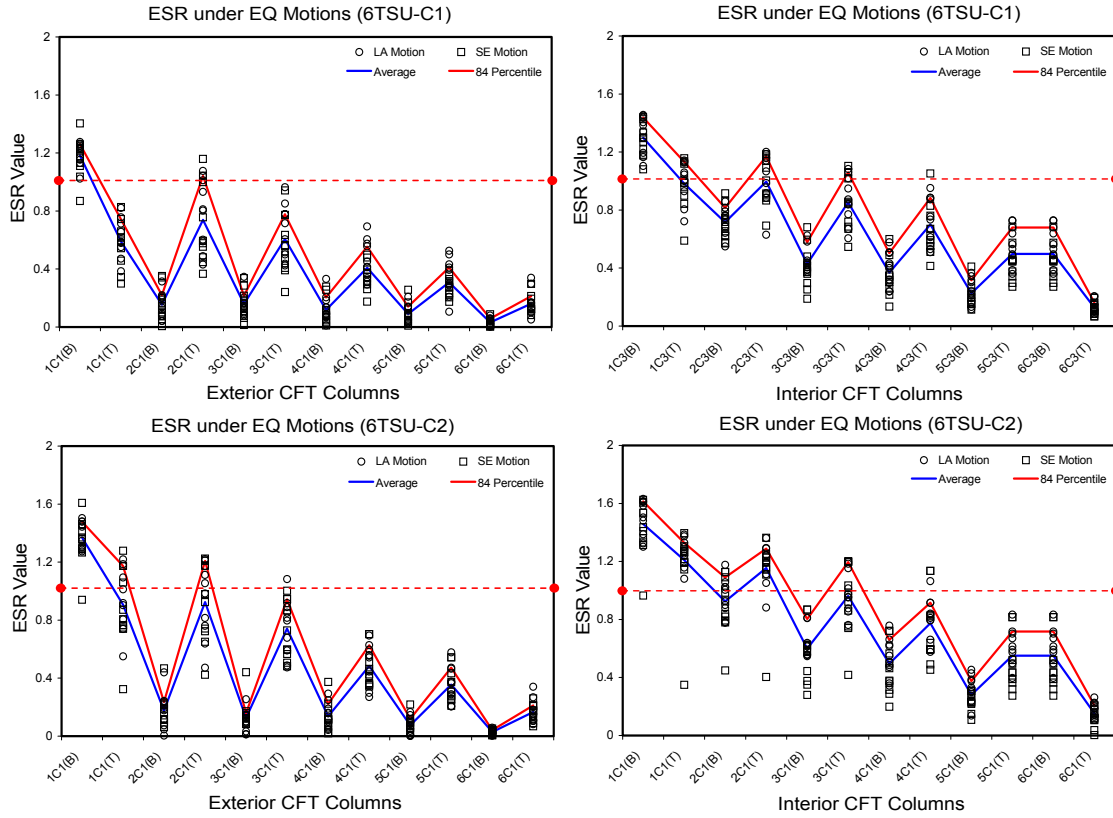 ESR under EQ Motions (6TSU-C1)
2
1.6
1.2
0.8
0.4
0
ESR Value
LA Motion
SE Motion
Average
84 Percentile
1C1(B) 1C1(T) 2C1(B) 2C1(T) 3C1(B) 3C1(T) 4C1(B) 4C1(T) 5C1(B) 5C1(T) 6C1(B) 6C1(T)
Exterior CFT Columns
ESR under EQ Motions (6TSU-C1)
2
1.6
1.2
0.8
0.4
0
ESR Value
LA Motion
SE Motion
Average
84 Percentile
1C3(B) 1C3(T) 2C3(B) 2C3(T) 3C3(B) 3C3(T) 4C3(B) 4C3(T) 5C3(B) 5C3(T) 6C3(B) 6C3(T)
Interior CFT Columns
ESR under EQ Motions (6TSU-C2)
2
1.6
1.2
0.8
0.4
0
ESR Value
LA Motion
SE Motion
Average
84 Percentile
1C1(B) 1C1(T) 2C1(B) 2C1(T) 3C1(B) 3C1(T) 4C1(B) 4C1(T) 5C1(B) 5C1(T) 6C1(B) 6C1(T)
Exterior CFT Columns
ESR under EQ Motions (6TSU-C2)
2
1.6
1.2
0.8
0.4
0
ESR Value
LA Motion
SE Motion
Average
84 Percentile
1C1(B) 1C1(T) 2C1(B) 2C1(T) 3C1(B) 3C1(T) 4C1(B) 4C1(T) 5C1(B) 5C1(T) 6C1(B) 6C1(T)
Interior CFT Columns